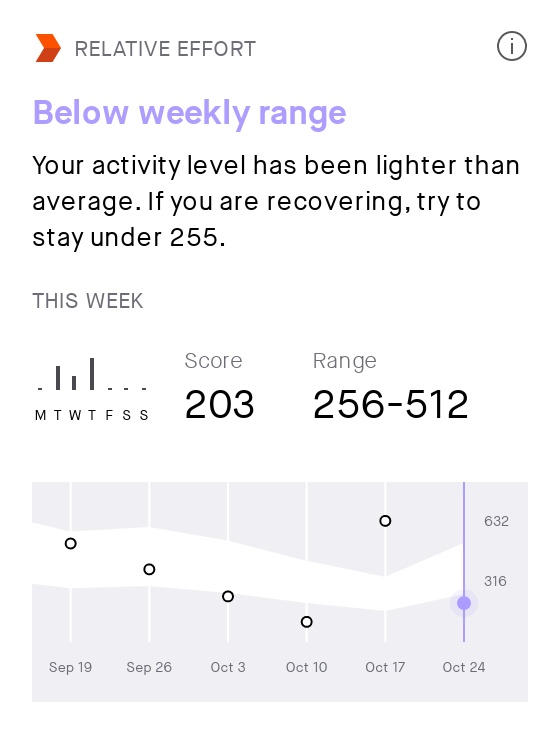 RELATIVE EFFORT
Below weekly range
Your activity level has been lighter than
average. If you are recovering, try to
stay under 255.
THIS WEEK
Score Range
203 256-512
M T W T F S S
632
316
Sep 19 Sep 26 Oct 3 Oct 10 Oct 17 Oct 24